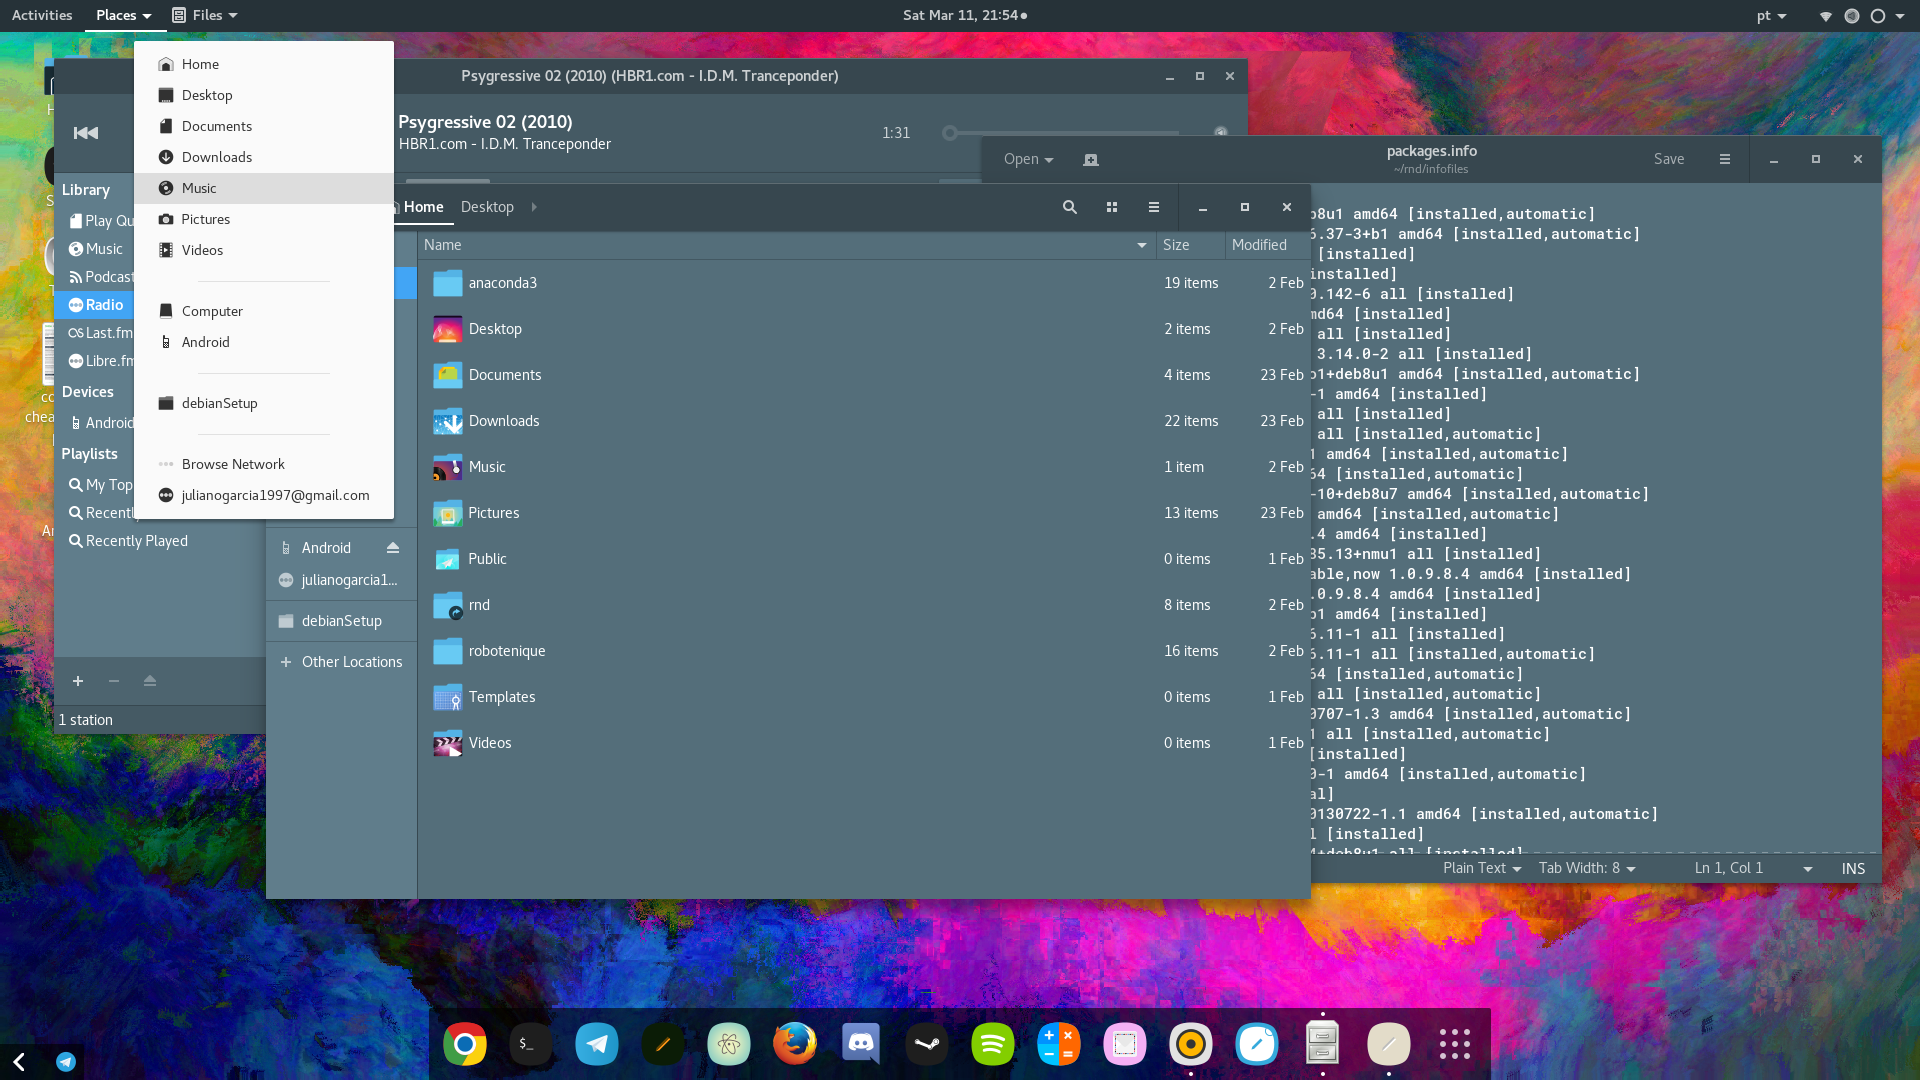 Activities
Places
Files
Sat Mar 11, 21:54
pt
Home
Desktop
Documents
Downloads
Music
Pictures
Videos
Computer
Android
debianSetup
Browse Network
julianogarcia1997@gmail.com
Psygressive 02 (2010) (HBR1.com - I.D.M. Tranceponder)
Psygressive 02 (2010)
HBR1.com - I.D.M. Tranceponder
1:31
Library
Play Qu
Music
Podcast
Radio
Last.fm
Libre.fm
Devices
Android
Playlists
My Top
Recently
Recently Played
1 station
Home
Desktop
Name
Size
Modified
anaconda3 19 items 2 Feb
Desktop 2 items 2 Feb
Documents 4 items 23 Feb
Downloads 22 items 23 Feb
Music 1 item 2 Feb
Pictures 13 items 23 Feb
Public 0 items 1 Feb
rnd 8 items 2 Feb
robotenique 16 items 2 Feb
Templates 0 items 1 Feb
Videos 0 items 1 Feb
Android
julianogarcia1...
debianSetup
Other Locations
Open
packages.info
~/rnd/infofiles
Save
b8u1 amd64 [installed,automatic]
6.37-3+b1 amd64 [installed,automatic]
[installed]
installed]
0.142-6 all [installed]
md64 [installed]
all [installed]
3.14.0-2 all [installed]
b1+deb8u1 amd64 [installed,automatic]
-1 amd64 [installed]
all [installed]
all [installed,automatic]
1 amd64 [installed,automatic]
64 [installed,automatic]
-10+deb8u7 amd64 [installed,automatic]
amd64 [installed,automatic]
.4 amd64 [installed]
85.13+nmu1 all [installed]
able,now 1.0.9.8.4 amd64 [installed]
.0.9.8.4 amd64 [installed]
b1 amd64 [installed]
6.11-1 all [installed]
6.11-1 all [installed,automatic]
64 [installed,automatic]
all [installed,automatic]
0707-1.3 amd64 [installed,automatic]
1 all [installed,automatic]
[installed]
0-1 amd64 [installed,automatic]
al]
0130722-1.1 amd64 [installed,automatic]
l [installed]
4+deb8u1 all [installed]
Plain Text
Tab Width: 8
Ln 1, Col 1
INS